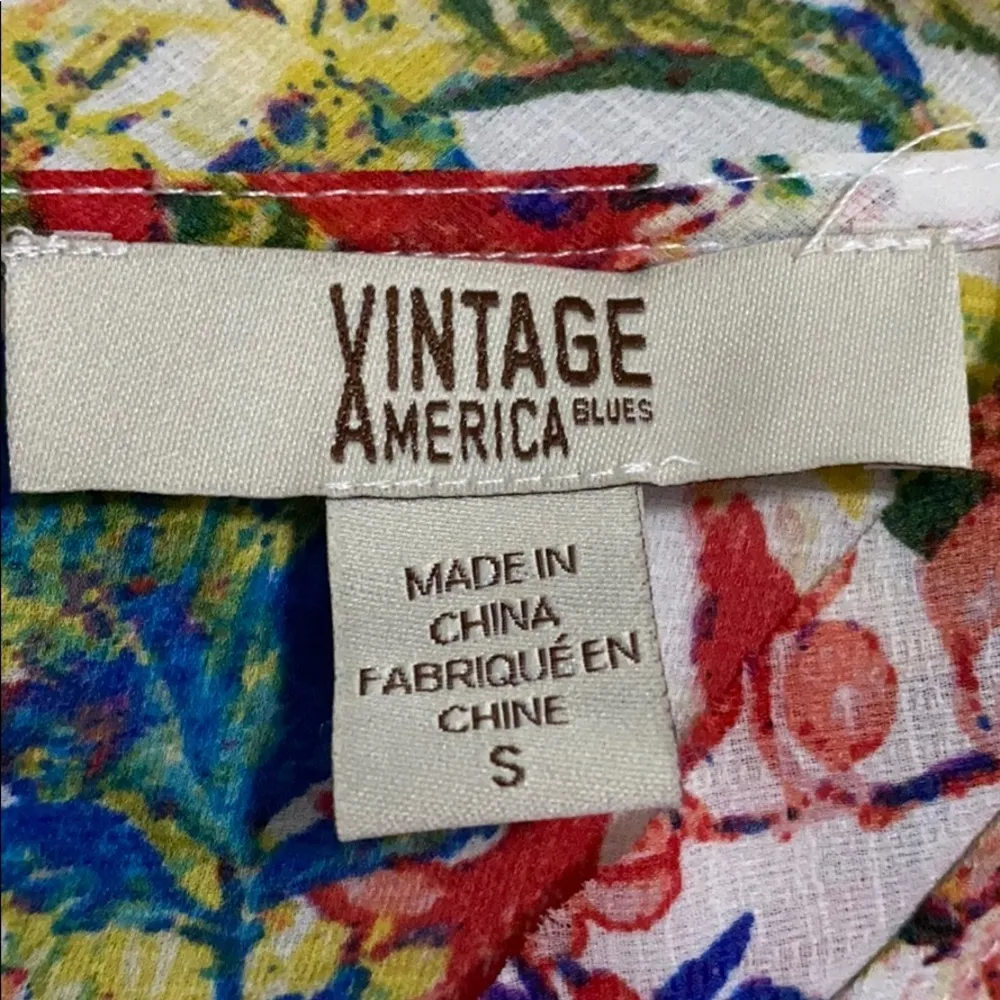 VINTAGE
AMERICA BLUES
MADE IN
CHINA
FABRIQUÉ EN
CHINE
S